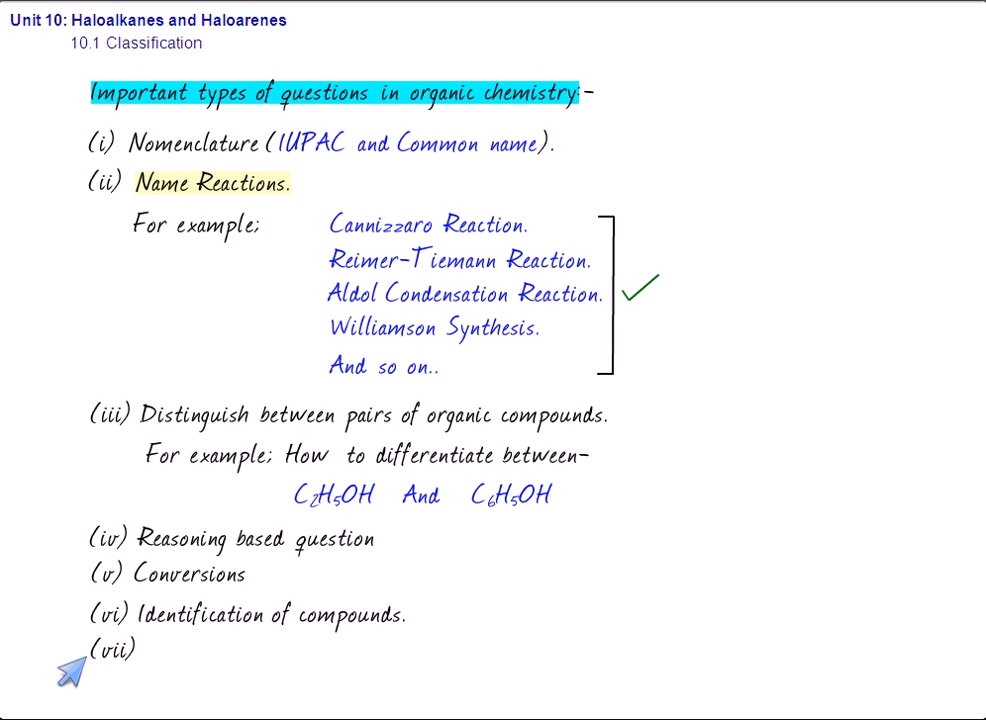 Unit 10: Haloalkanes and Haloarenes
10.1 Classification
Important types of questions in organic chemistry:-
(i) Nomenclature (IUPAC and Common name).
(ii) Name Reactions.
For example; Cannizzaro Reaction.
Reimer-Tiemann Reaction.
Aldol Condensation Reaction.
Williamson Synthesis.
And so on..
(iii) Distinguish between pairs of organic compounds.
For example; How to differentiate between-
C₂H₅OH And C₆H₅OH
(iv) Reasoning based question
(v) Conversions
(vi) Identification of compounds.
(vii)